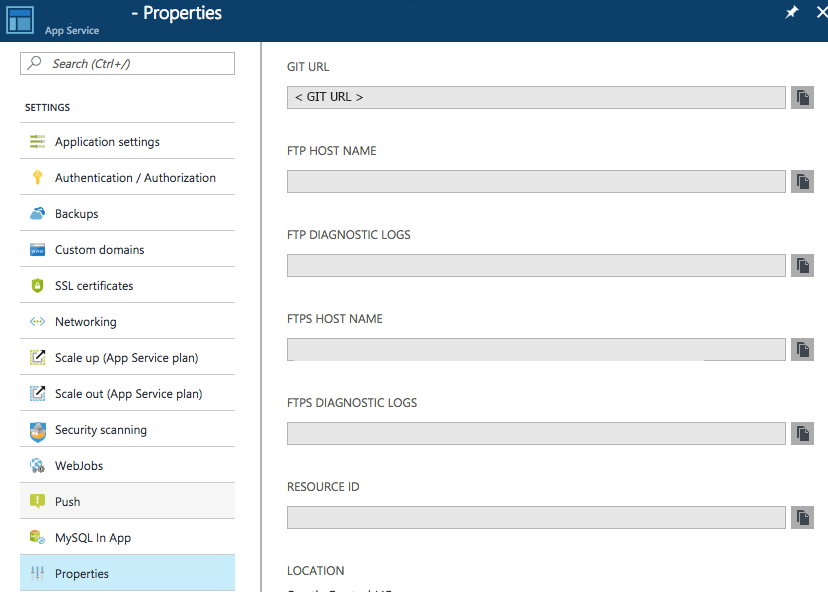 - Properties
App Service
Search (Ctrl+/)
SETTINGS
Application settings
Authentication / Authorization
Backups
Custom domains
SSL certificates
Networking
Scale up (App Service plan)
Scale out (App Service plan)
Security scanning
WebJobs
Push
MySQL In App
Properties
GIT URL
< GIT URL >
FTP HOST NAME
FTP DIAGNOSTIC LOGS
FTPS HOST NAME
FTPS DIAGNOSTIC LOGS
RESOURCE ID
LOCATION